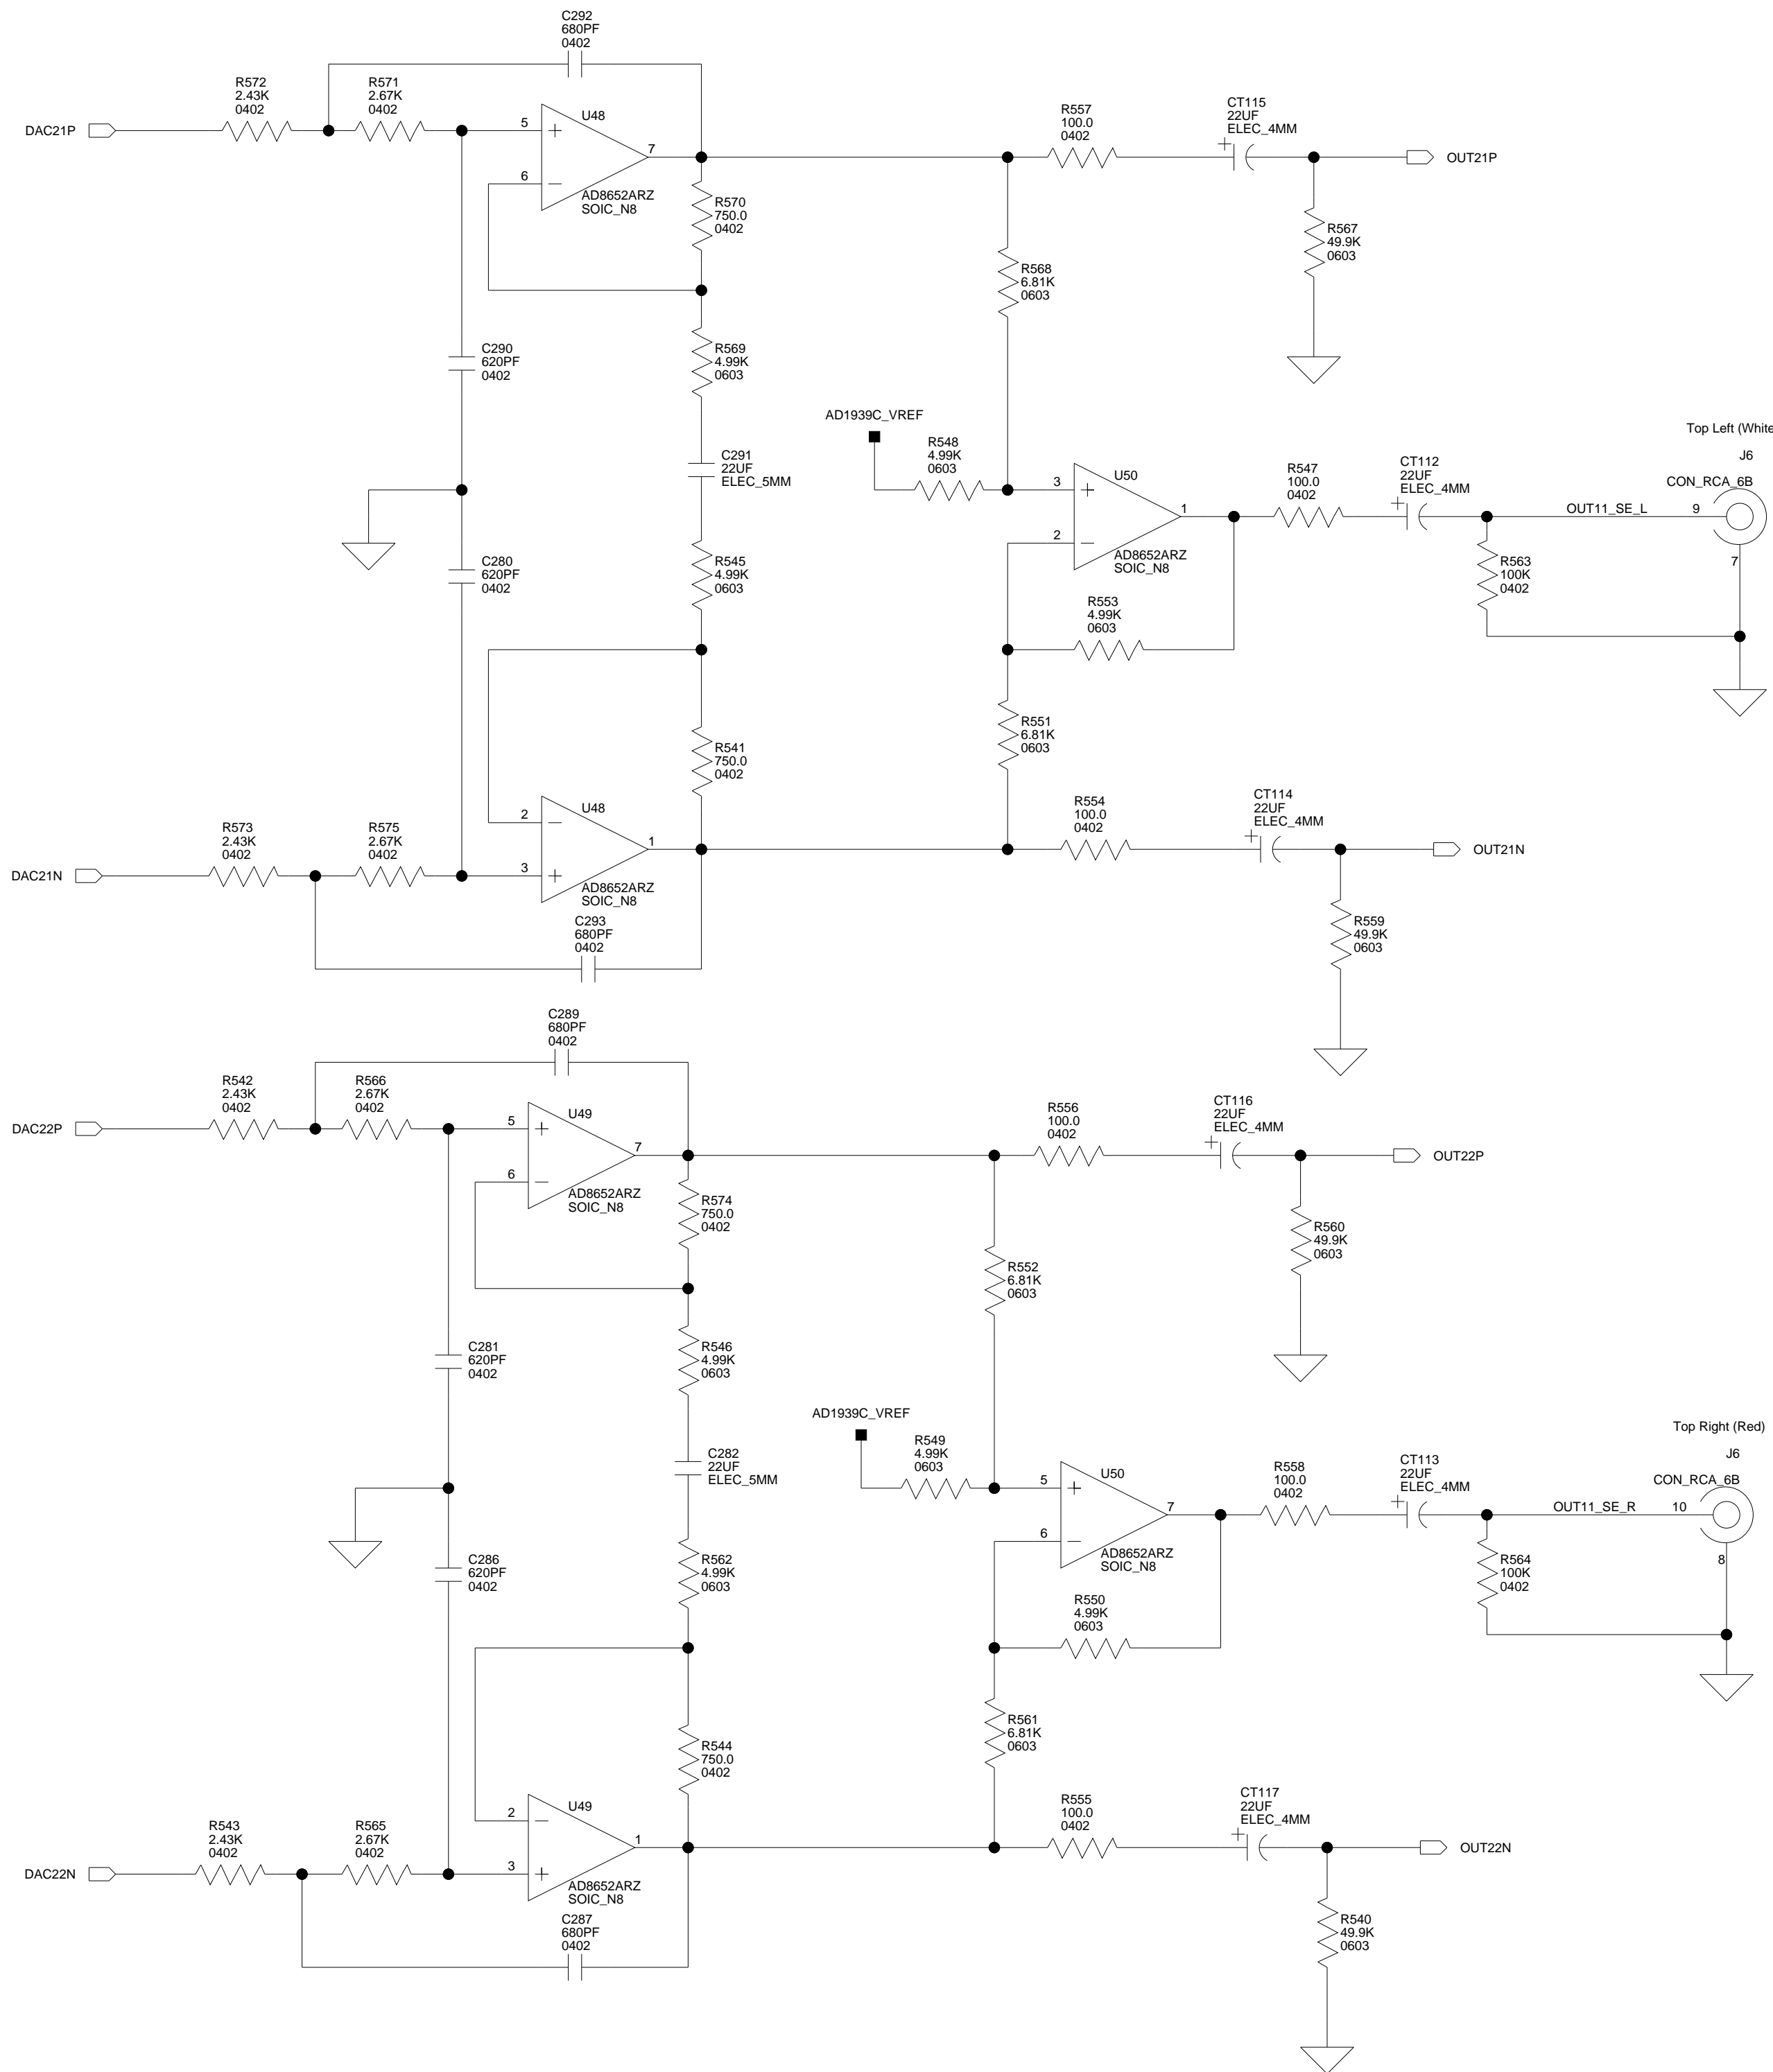 C292
680PF
0402
R572
2.43K
0402
R571
2.67K
0402
DAC21P
5
+
U48
7
6
−
AD8652ARZ
SOIC_N8
R570
750.0
0402
R557
100.0
0402
CT115
22UF
ELEC_4MM
+
OUT21P
R567
49.9K
0603
R568
6.81K
0603
C290
620PF
0402
R569
4.99K
0603
AD1939C_VREF
R548
4.99K
0603
C291
22UF
ELEC_5MM
3
+
U50
1
2
−
AD8652ARZ
SOIC_N8
R547
100.0
0402
CT112
22UF
ELEC_4MM
+
Top Left (White
J6
CON_RCA_6B
OUT11_SE_L
9
7
R563
100K
0402
C280
620PF
0402
R545
4.99K
0603
R553
4.99K
0603
R551
6.81K
0603
R541
750.0
0402
U48
2
−
1
3
+
AD8652ARZ
SOIC_N8
R573
2.43K
0402
R575
2.67K
0402
DAC21N
R554
100.0
0402
CT114
22UF
ELEC_4MM
+
OUT21N
R559
49.9K
0603
C293
680PF
0402
C289
680PF
0402
R542
2.43K
0402
R566
2.67K
0402
DAC22P
5
+
U49
7
6
−
AD8652ARZ
SOIC_N8
R574
750.0
0402
R556
100.0
0402
CT116
22UF
ELEC_4MM
+
OUT22P
R560
49.9K
0603
R552
6.81K
0603
C281
620PF
0402
R546
4.99K
0603
AD1939C_VREF
R549
4.99K
0603
C282
22UF
ELEC_5MM
5
+
U50
7
6
−
AD8652ARZ
SOIC_N8
R558
100.0
0402
CT113
22UF
ELEC_4MM
+
Top Right (Red)
J6
CON_RCA_6B
OUT11_SE_R
10
8
R564
100K
0402
C286
620PF
0402
R562
4.99K
0603
R550
4.99K
0603
R561
6.81K
0603
R544
750.0
0402
U49
2
−
1
3
+
AD8652ARZ
SOIC_N8
R543
2.43K
0402
R565
2.67K
0402
DAC22N
R555
100.0
0402
CT117
22UF
ELEC_4MM
+
OUT22N
R540
49.9K
0603
C287
680PF
0402